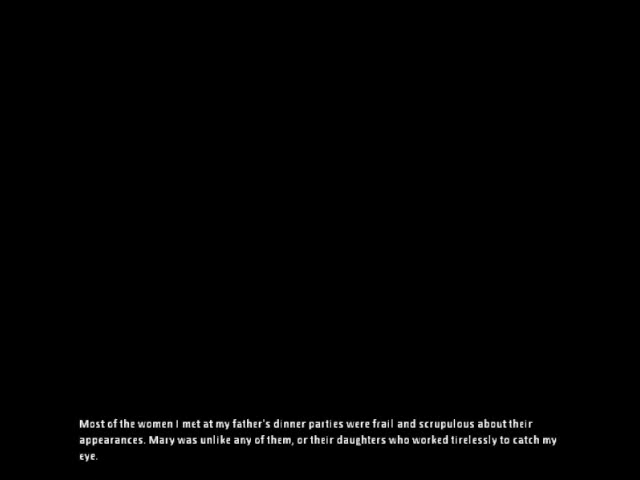 Most of the women I met at my father's dinner parties were frail and scrupulous about their
appearances. Mary was unlike any of them, or their daughters who worked tirelessly to catch my
eye.